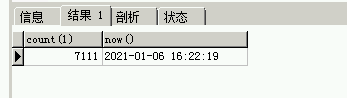 信息 结果 1 剖析 状态
count(1) now()
7111 2021-01-06 16:22:19